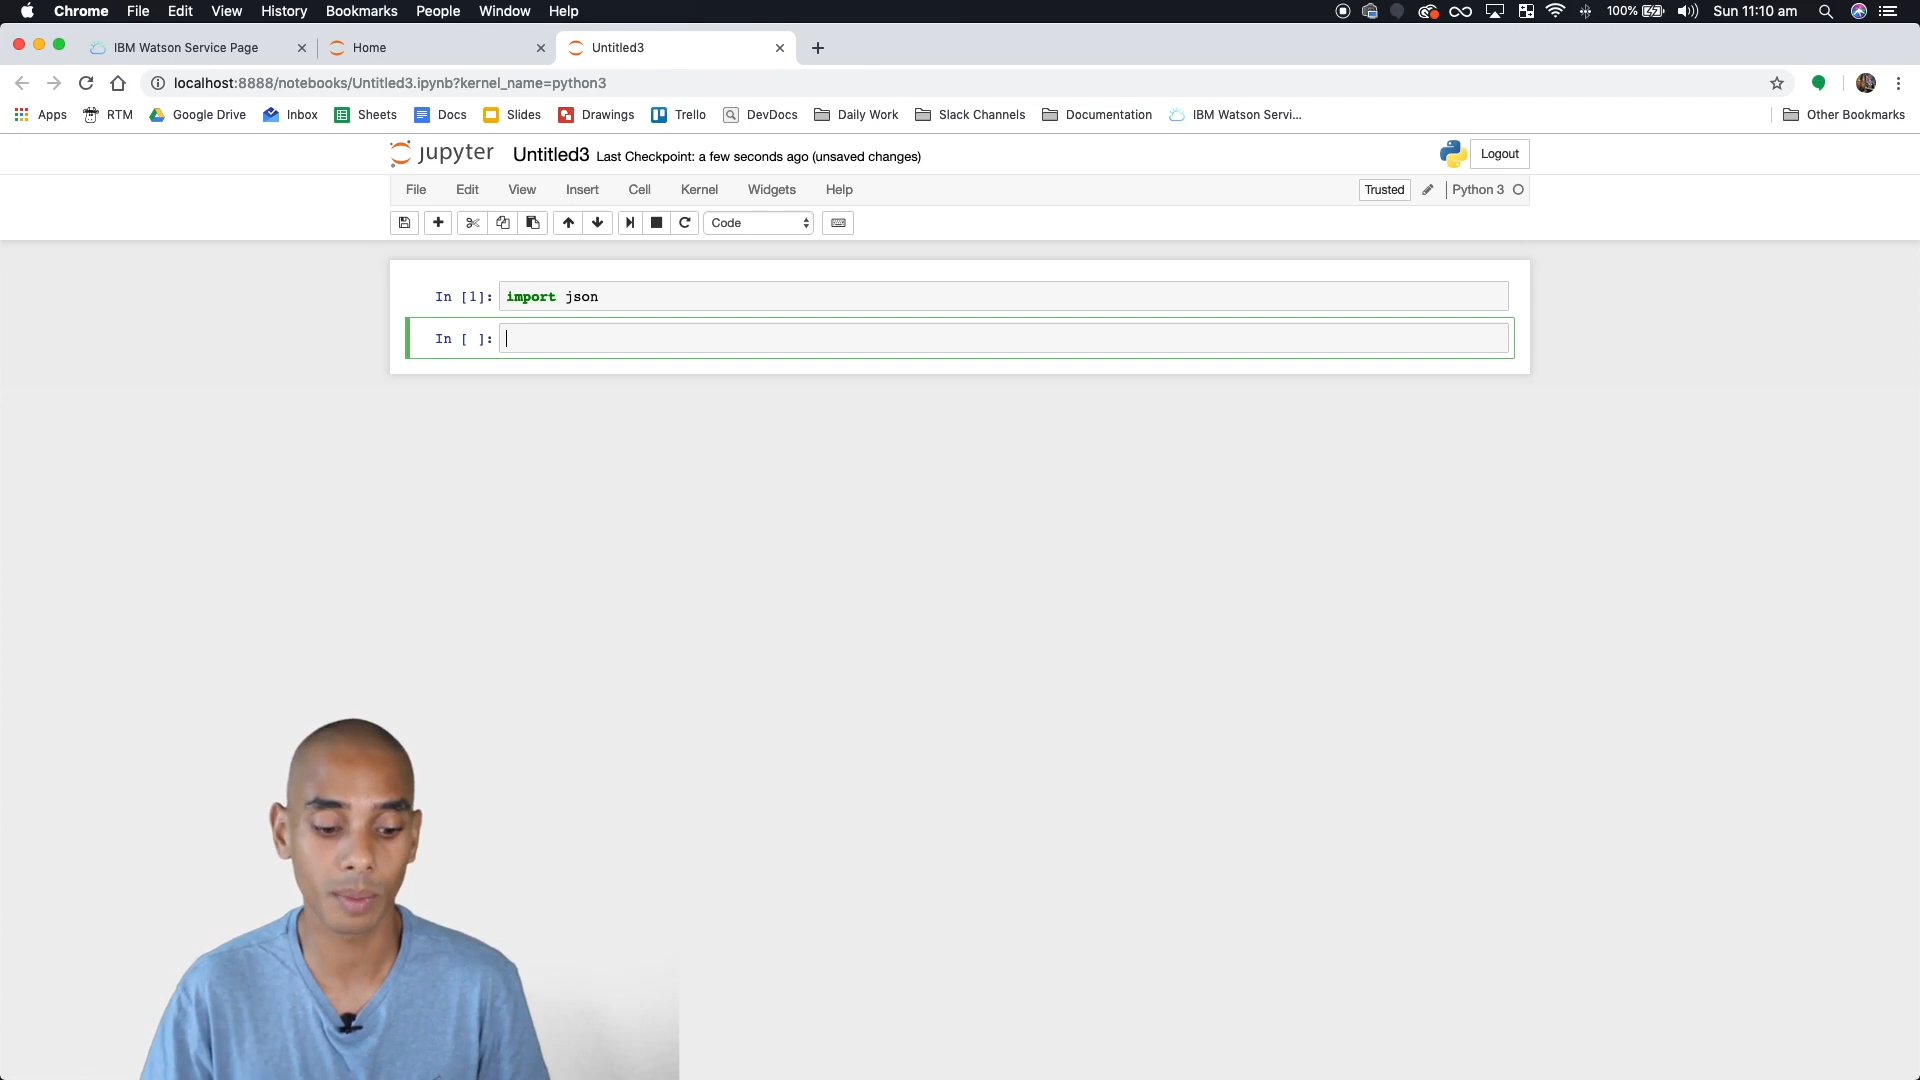 Chrome File Edit View History Bookmarks People Window Help 100% Sun 11:10 am
IBM Watson Service Page Home Untitled3
localhost:8888/notebooks/Untitled3.ipynb?kernel_name=python3
Apps RTM Google Drive Inbox Sheets Docs Slides Drawings Trello DevDocs Daily Work Slack Channels Documentation IBM Watson Servi... Other Bookmarks
jupyter Untitled3 Last Checkpoint: a few seconds ago (unsaved changes) Logout
File Edit View Insert Cell Kernel Widgets Help Trusted Python 3
Code
In [1]: import json
In [ ]: